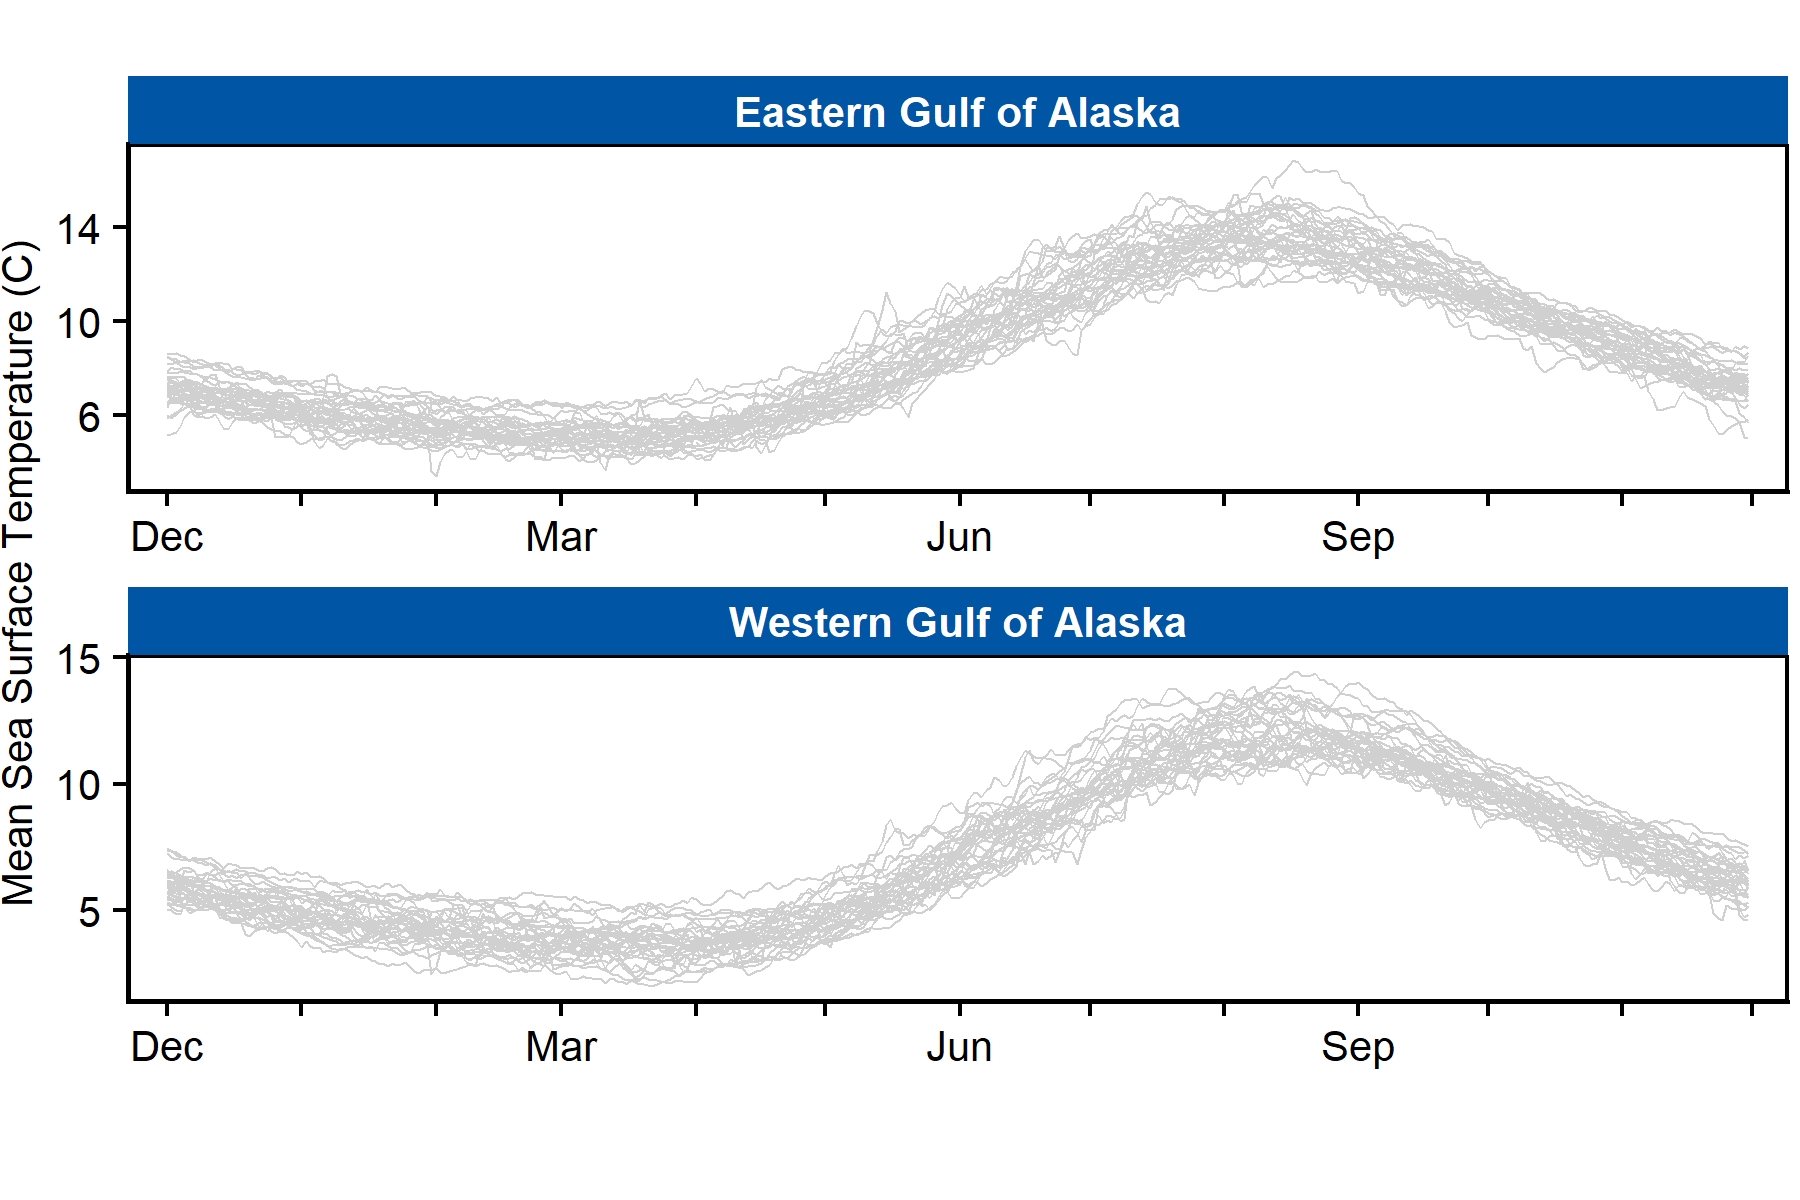 Mean Sea Surface Temperature (C)
Eastern Gulf of Alaska
14
10
6
Dec Mar Jun Sep
Western Gulf of Alaska
15
10
5
Dec Mar Jun Sep